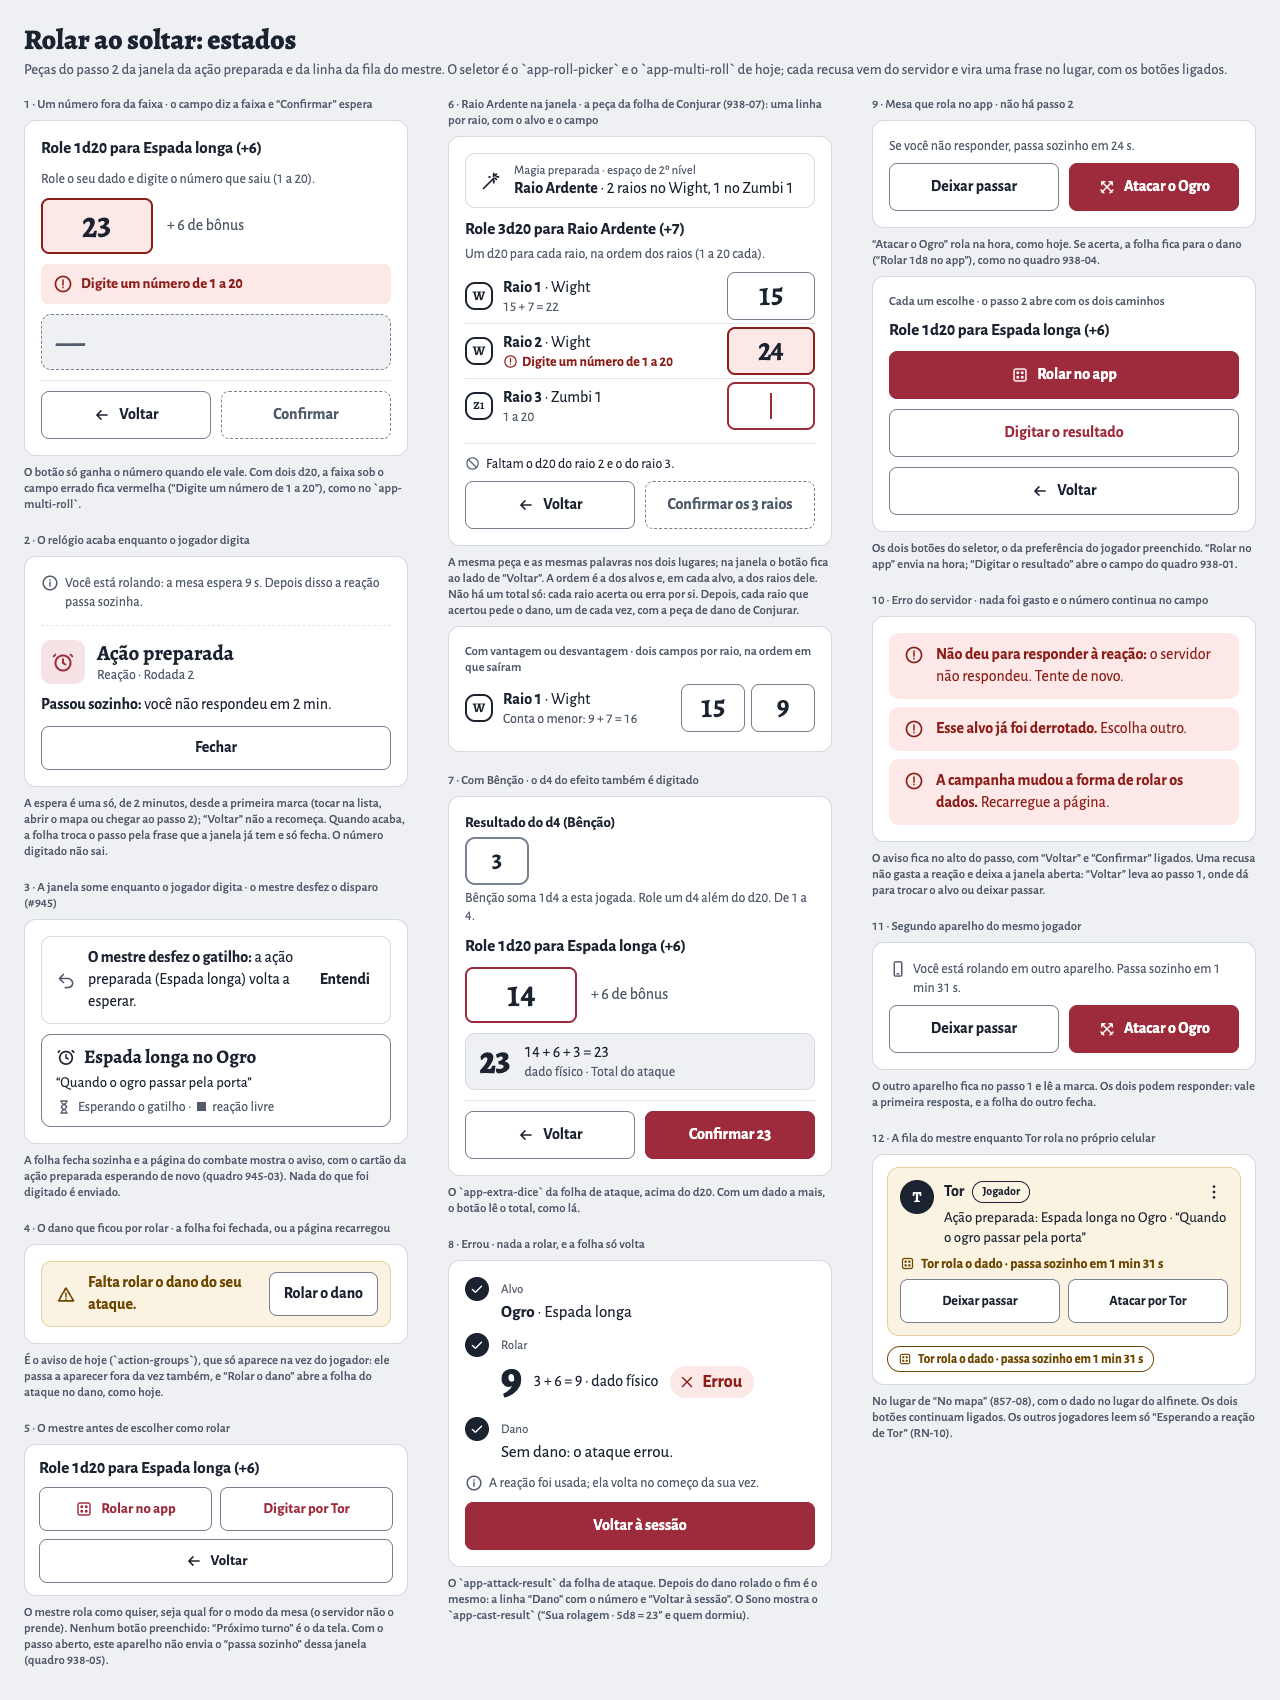 Rolar ao soltar: estados
Peças do passo 2 da janela da ação preparada e da linha da fila do mestre. O seletor é o `app-roll-picker` e o `app-multi-roll` de hoje; cada recusa vem do servidor e vira uma frase no lugar, com os botões ligados.
1 · Um número fora da faixa · o campo diz a faixa e “Confirmar” espera
Role 1d20 para Espada longa (+6)
Role o seu dado e digite o número que saiu (1 a 20).
23
+ 6 de bônus
Digite um número de 1 a 20
—
Voltar
Confirmar
O botão só ganha o número quando ele vale. Com dois d20, a faixa sob o
campo errado fica vermelha (“Digite um número de 1 a 20”), como no `app-
multi-roll`.
2 · O relógio acaba enquanto o jogador digita
Você está rolando: a mesa espera 9 s. Depois disso a reação
passa sozinha.
Ação preparada
Reação · Rodada 2
Passou sozinho: você não respondeu em 2 min.
Fechar
A espera é uma só, de 2 minutos, desde a primeira marca (tocar na lista,
abrir o mapa ou chegar ao passo 2); “Voltar” não a recomeça. Quando acaba,
a folha troca o passo pela frase que a janela já tem e só fecha. O número
digitado não sai.
3 · A janela some enquanto o jogador digita · o mestre desfez o disparo
(#945)
O mestre desfez o gatilho: a ação
preparada (Espada longa) volta a
esperar.
Entendi
Espada longa no Ogro
“Quando o ogro passar pela porta”
Esperando o gatilho · reação livre
A folha fecha sozinha e a página do combate mostra o aviso, com o cartão da
ação preparada esperando de novo (quadro 945-03). Nada do que foi
digitado é enviado.
4 · O dano que ficou por rolar · a folha foi fechada, ou a página recarregou
Falta rolar o dano do seu
ataque.
Rolar o dano
É o aviso de hoje (`action-groups`), que só aparece na vez do jogador: ele
passa a aparecer fora da vez também, e “Rolar o dano” abre a folha do
ataque no dano, como hoje.
5 · O mestre antes de escolher como rolar
Role 1d20 para Espada longa (+6)
Rolar no app
Digitar por Tor
Voltar
O mestre rola como quiser, seja qual for o modo da mesa (o servidor não o
prende). Nenhum botão preenchido: “Próximo turno” é o da tela. Com o
passo aberto, este aparelho não envia o “passa sozinho” dessa janela
(quadro 938-05).
6 · Raio Ardente na janela · a peça da folha de Conjurar (938-07): uma linha
por raio, com o alvo e o campo
Magia preparada · espaço de 2º nível
Raio Ardente · 2 raios no Wight, 1 no Zumbi 1
Role 3d20 para Raio Ardente (+7)
Um d20 para cada raio, na ordem dos raios (1 a 20 cada).
W
Raio 1 · Wight
15 + 7 = 22
15
W
Raio 2 · Wight
Digite um número de 1 a 20
24
Z1
Raio 3 · Zumbi 1
1 a 20
Faltam o d20 do raio 2 e o do raio 3.
Voltar
Confirmar os 3 raios
A mesma peça e as mesmas palavras nos dois lugares; na janela o botão fica
ao lado de “Voltar”. A ordem é a dos alvos e, em cada alvo, a dos raios dele.
Não há um total só: cada raio acerta ou erra por si. Depois, cada raio que
acertou pede o dano, um de cada vez, com a peça de dano de Conjurar.
Com vantagem ou desvantagem · dois campos por raio, na ordem em
que saíram
W
Raio 1 · Wight
Conta o menor: 9 + 7 = 16
15
9
7 · Com Bênção · o d4 do efeito também é digitado
Resultado do d4 (Bênção)
3
Bênção soma 1d4 a esta jogada. Role um d4 além do d20. De 1 a
4.
Role 1d20 para Espada longa (+6)
14
+ 6 de bônus
23
14 + 6 + 3 = 23
dado físico · Total do ataque
Voltar
Confirmar 23
O `app-extra-dice` da folha de ataque, acima do d20. Com um dado a mais,
o botão lê o total, como lá.
8 · Errou · nada a rolar, e a folha só volta
Alvo
Ogro · Espada longa
Rolar
9
3 + 6 = 9 · dado físico
Errou
Dano
Sem dano: o ataque errou.
A reação foi usada; ela volta no começo da sua vez.
Voltar à sessão
O `app-attack-result` da folha de ataque. Depois do dano rolado o fim é o
mesmo: a linha “Dano” com o número e “Voltar à sessão”. O Sono mostra o
`app-cast-result` (“Sua rolagem · 5d8 = 23” e quem dormiu).
9 · Mesa que rola no app · não há passo 2
Se você não responder, passa sozinho em 24 s.
Deixar passar
Atacar o Ogro
“Atacar o Ogro” rola na hora, como hoje. Se acerta, a folha fica para o dano
(“Rolar 1d8 no app”), como no quadro 938-04.
Cada um escolhe · o passo 2 abre com os dois caminhos
Role 1d20 para Espada longa (+6)
Rolar no app
Digitar o resultado
Voltar
Os dois botões do seletor, o da preferência do jogador preenchido. “Rolar no
app” envia na hora; “Digitar o resultado” abre o campo do quadro 938-01.
10 · Erro do servidor · nada foi gasto e o número continua no campo
Não deu para responder à reação: o servidor
não respondeu. Tente de novo.
Esse alvo já foi derrotado. Escolha outro.
A campanha mudou a forma de rolar os
dados. Recarregue a página.
O aviso fica no alto do passo, com “Voltar” e “Confirmar” ligados. Uma recusa
não gasta a reação e deixa a janela aberta: “Voltar” leva ao passo 1, onde dá
para trocar o alvo ou deixar passar.
11 · Segundo aparelho do mesmo jogador
Você está rolando em outro aparelho. Passa sozinho em 1
min 31 s.
Deixar passar
Atacar o Ogro
O outro aparelho fica no passo 1 e lê a marca. Os dois podem responder: vale
a primeira resposta, e a folha do outro fecha.
12 · A fila do mestre enquanto Tor rola no próprio celular
T
Tor
Jogador
Ação preparada: Espada longa no Ogro · “Quando
o ogro passar pela porta”
Tor rola o dado · passa sozinho em 1 min 31 s
Deixar passar
Atacar por Tor
Tor rola o dado · passa sozinho em 1 min 31 s
No lugar de “No mapa” (857-08), com o dado no lugar do alfinete. Os dois
botões continuam ligados. Os outros jogadores leem só “Esperando a reação
de Tor” (RN-10).